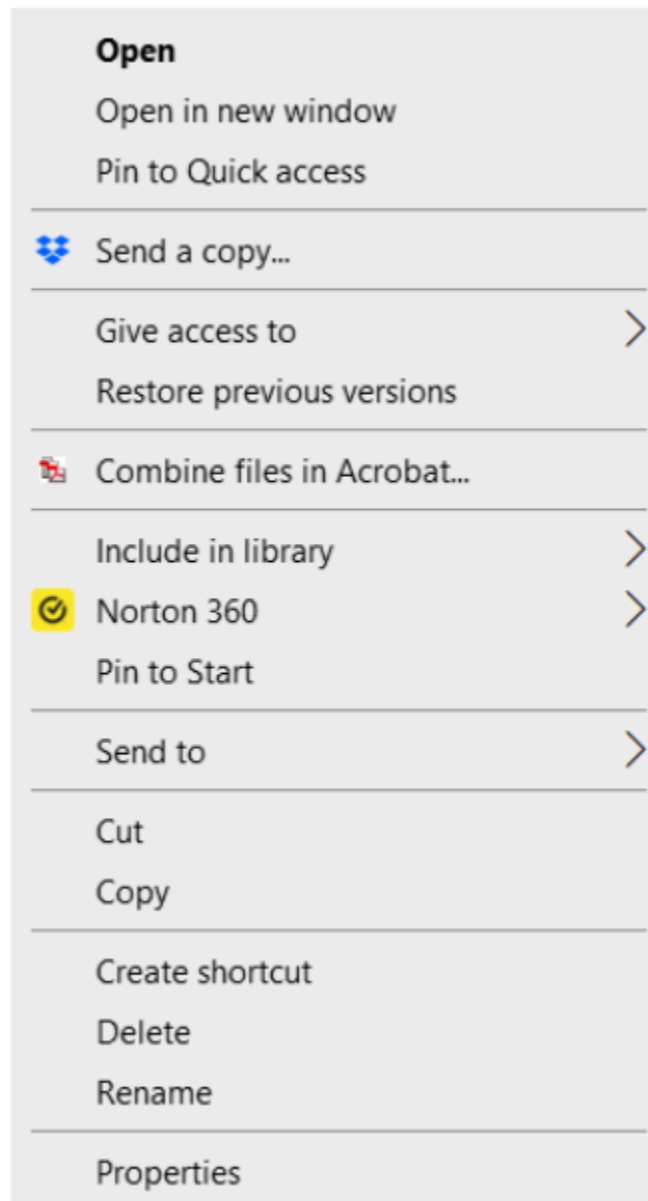 Open
Open in new window
Pin to Quick access
Send a copy...
Give access to
Restore previous versions
Combine files in Acrobat...
Include in library
Norton 360
Pin to Start
Send to
Cut
Copy
Create shortcut
Delete
Rename
Properties